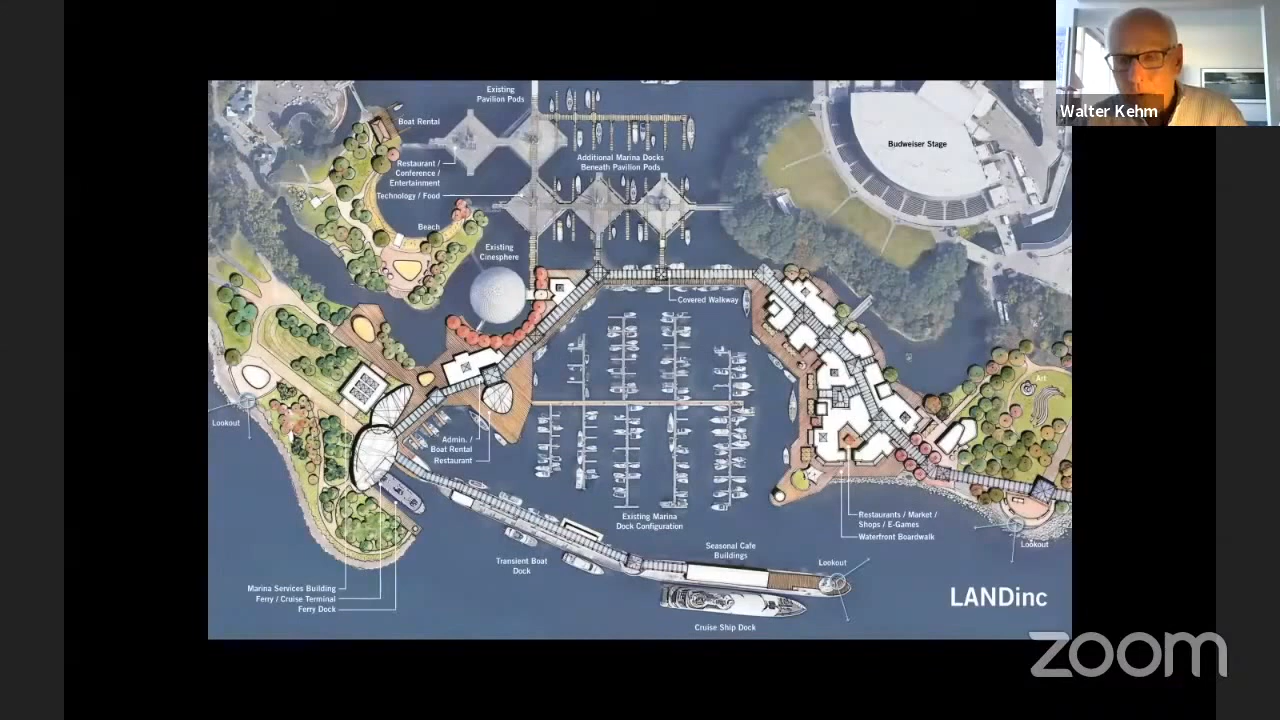 Walter Kehm
Existing
Pavilion Pods
Boat Rental
Budweiser Stage
Additional Marina Docks
Beneath Pavilion Pods
Restaurant /
Conference /
Entertainment
Technology / Food
Beach
Existing
Cinesphere
Covered Walkway
Art
Lookout
Admin. /
Boat Rental
Restaurant
Existing Marina
Dock Configuration
Restaurants / Market /
Shops / E-Games
Waterfront Boardwalk
Lookout
Transient Boat
Dock
Seasonal Cafe
Buildings
Lookout
Marina Services Building
Ferry / Cruise Terminal
Ferry Dock
Cruise Ship Dock
LANDinc
zoom